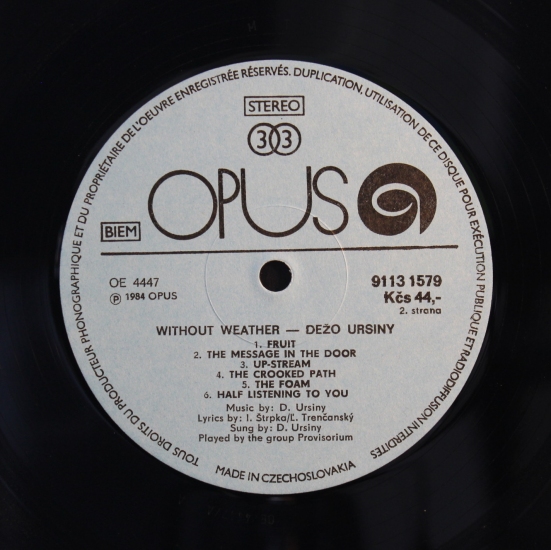 TOUS DROITS DU PRODUCTEUR PHONOGRAPHIQUE ET DU PROPRIÉTAIRE DE L'OEUVRE ENREGISTRÉE RÉSERVÉS. DUPLICATION, UTILISATION DE CE DISQUE POUR EXÉCUTION PUBLIQUE ET RADIODIFFUSION INTERDITES
STEREO
33
OPUS
BIEM
OE 4447
Ⓟ 1984 OPUS
9113 1579
Kčs 44,-
2. strana
WITHOUT WEATHER — DEŽO URSINY
1. FRUIT
2. THE MESSAGE IN THE DOOR
3. UP-STREAM
4. THE CROOKED PATH
5. THE FOAM
6. HALF LISTENING TO YOU
Music by: D. Ursiny
Lyrics by: I. Štrpka/Ľ. Trenčanský
Sung by: D. Ursiny
Played by the group Provisorium
MADE IN CZECHOSLOVAKIA